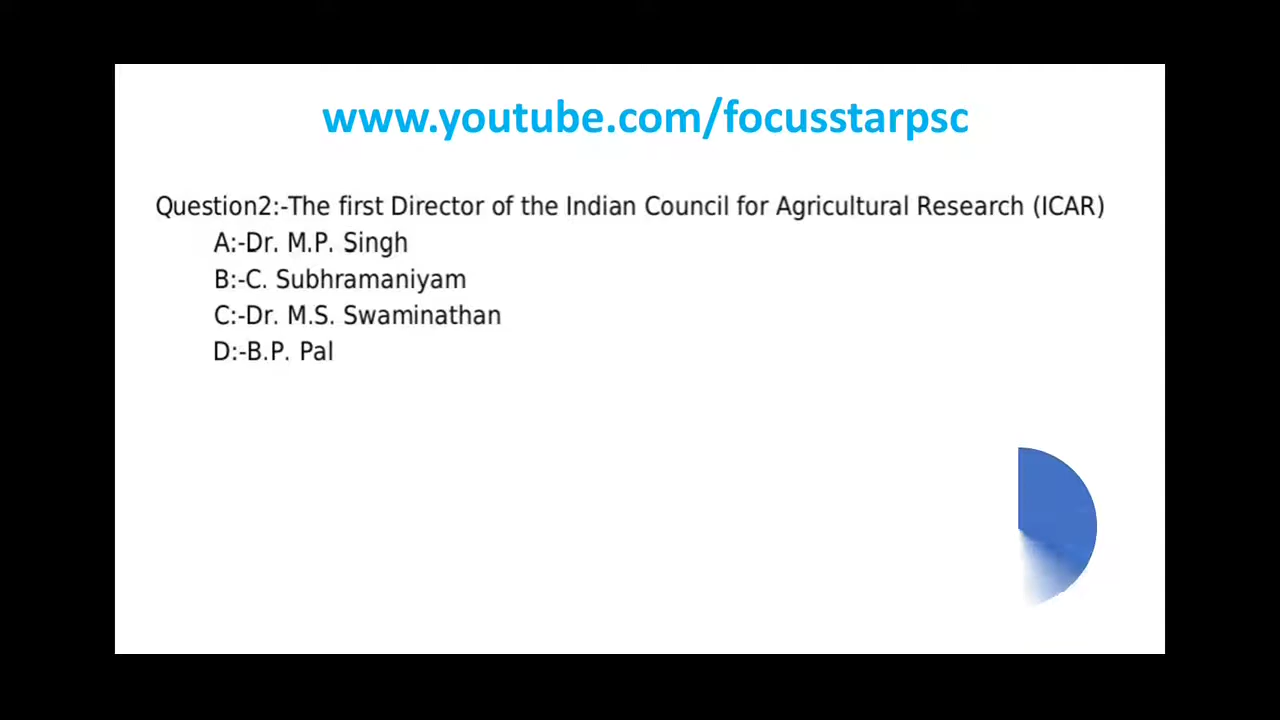 www.youtube.com/focusstarpsc
Question2:-The first Director of the Indian Council for Agricultural Research (ICAR)
A:-Dr. M.P. Singh
B:-C. Subhramaniyam
C:-Dr. M.S. Swaminathan
D:-B.P. Pal